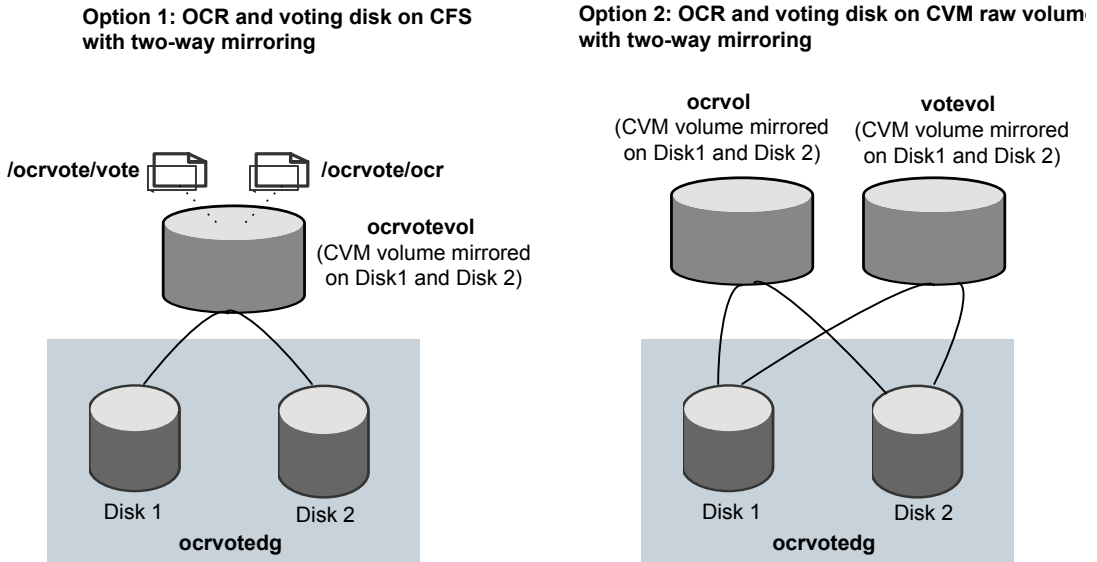 Option 1: OCR and voting disk on CFS
with two-way mirroring
/ocrvote/vote
/ocrvote/ocr
ocrvotevol
(CVM volume mirrored
on Disk1 and Disk 2)
Disk 1
Disk 2
ocrvotedg
Option 2: OCR and voting disk on CVM raw volum
with two-way mirroring
ocrvol
(CVM volume mirrored
on Disk1 and Disk 2)
votevol
(CVM volume mirrored
on Disk1 and Disk 2)
Disk 1
Disk 2
ocrvotedg